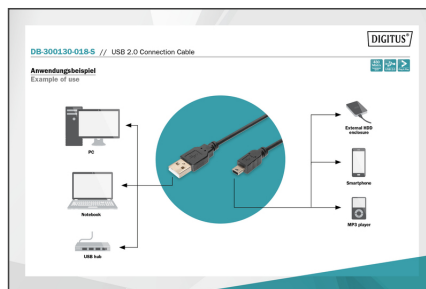 DIGITUS®
DB-300130-018-S // USB 2.0 Connection Cable
Anwendungsbeispiel
Example of use
PC
Notebook
USB hub
External HDD
enclosure
Smartphone
MP3 player